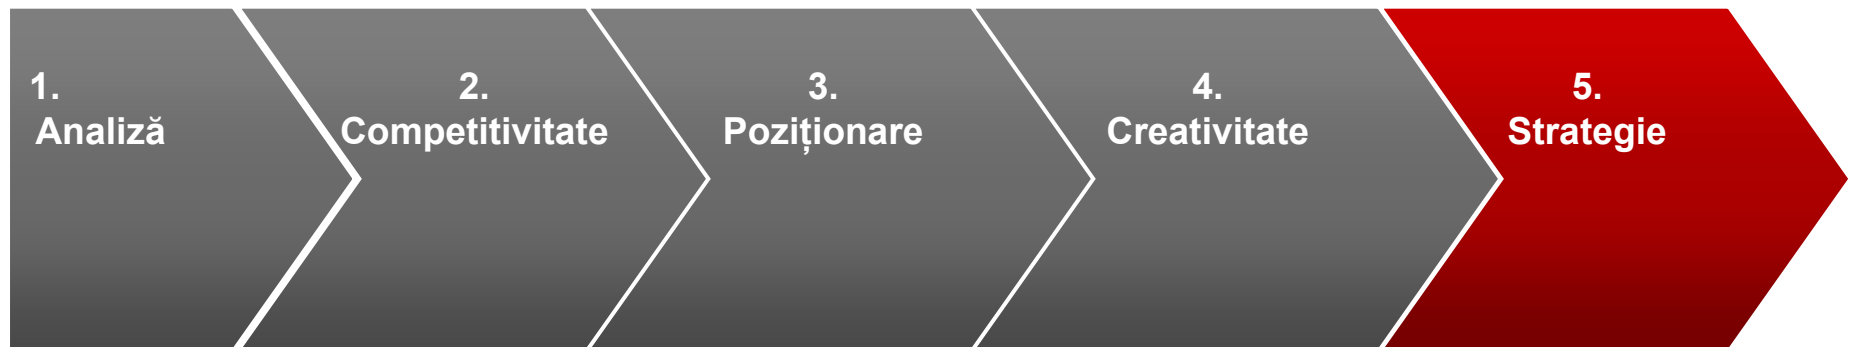 1.
Analiză
2.
Competitivitate
3.
Poziționare
4.
Creativitate
5.
Strategie